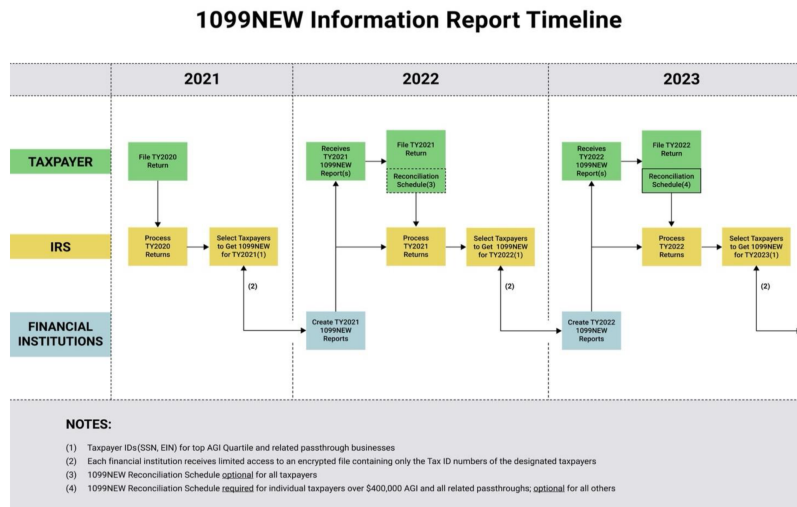 1099NEW Information Report Timeline
2021
2022
2023
TAXPAYER
File TY2020
Return
Receives
TY2021
1099NEW
Report(s)
File TY2021
Return
Reconciliation
Schedule(3)
Receives
TY2022
1099NEW
Report(s)
File TY2022
Return
Reconciliation
Schedule(4)
IRS
Process
TY2020
Returns
Select Taxpayers
to Get 1099NEW
for TY2021(1)
Process
TY2021
Returns
Select Taxpayers
to Get 1099NEW
for TY2022(1)
Process
TY2022
Returns
Select Taxpayers
to Get 1099NEW
for TY2023(1)
(2)
(2)
(2)
FINANCIAL
INSTITUTIONS
Create TY2021
1099NEW
Reports
Create TY2022
1099NEW
Reports
NOTES:
(1) Taxpayer IDs(SSN, EIN) for top AGI Quartile and related passthrough businesses
(2) Each financial institution receives limited access to an encrypted file containing only the Tax ID numbers of the designated taxpayers
(3) 1099NEW Reconciliation Schedule optional for all taxpayers
(4) 1099NEW Reconciliation Schedule required for individual taxpayers over $400,000 AGI and all related passthroughs; optional for all others